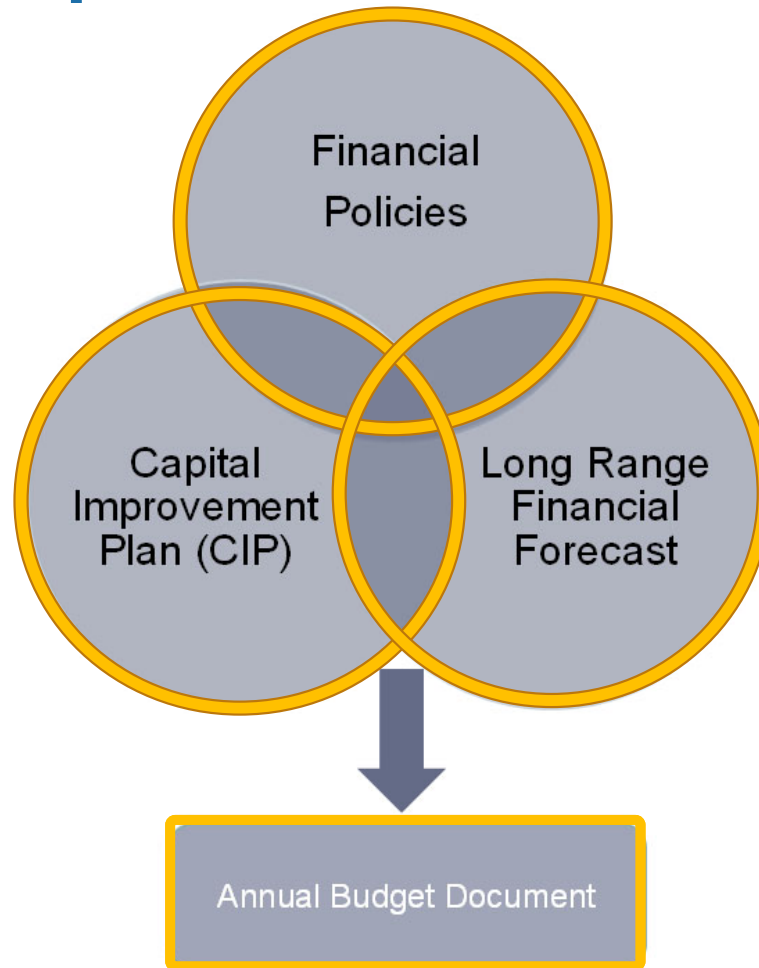 Financial
Policies
Capital
Improvement
Plan (CIP)
Long Range
Financial
Forecast
Annual Budget Document